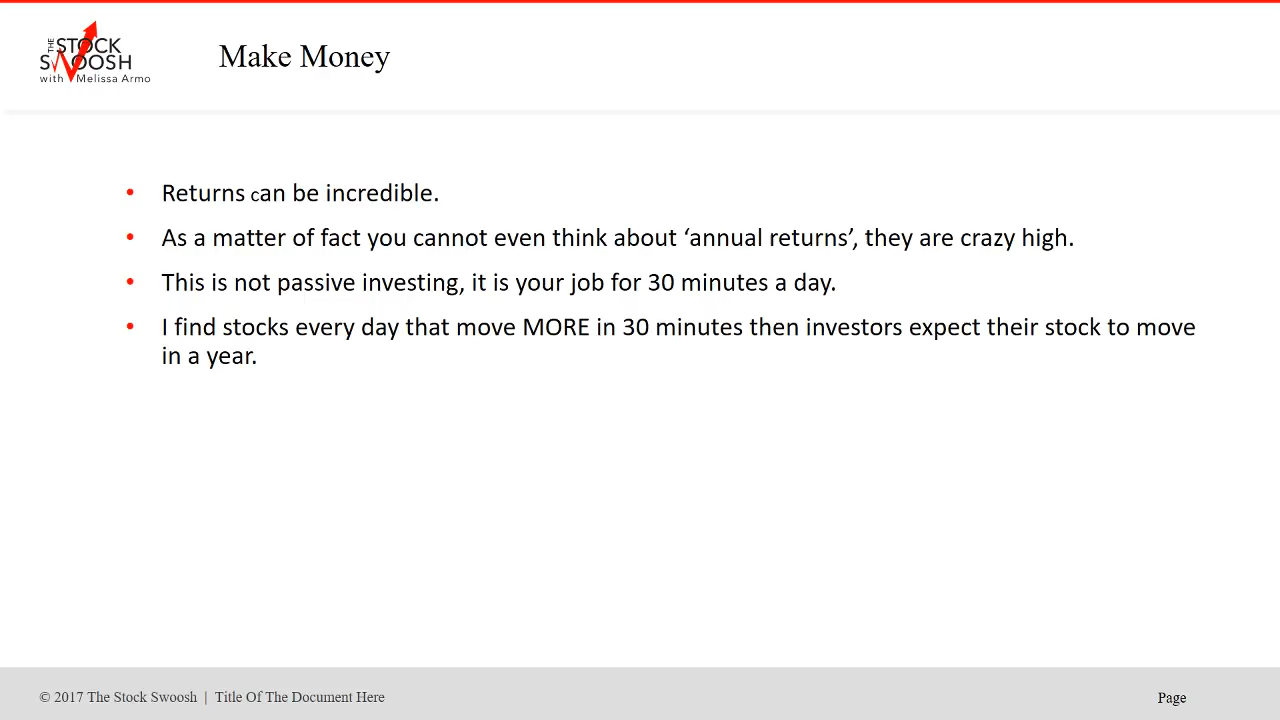 THE STOCK
SWOOSH
with Melissa Armo
Make Money
• Returns can be incredible.
• As a matter of fact you cannot even think about ‘annual returns’, they are crazy high.
• This is not passive investing, it is your job for 30 minutes a day.
• I find stocks every day that move MORE in 30 minutes then investors expect their stock to move
in a year.
© 2017 The Stock Swoosh | Title Of The Document Here
Page